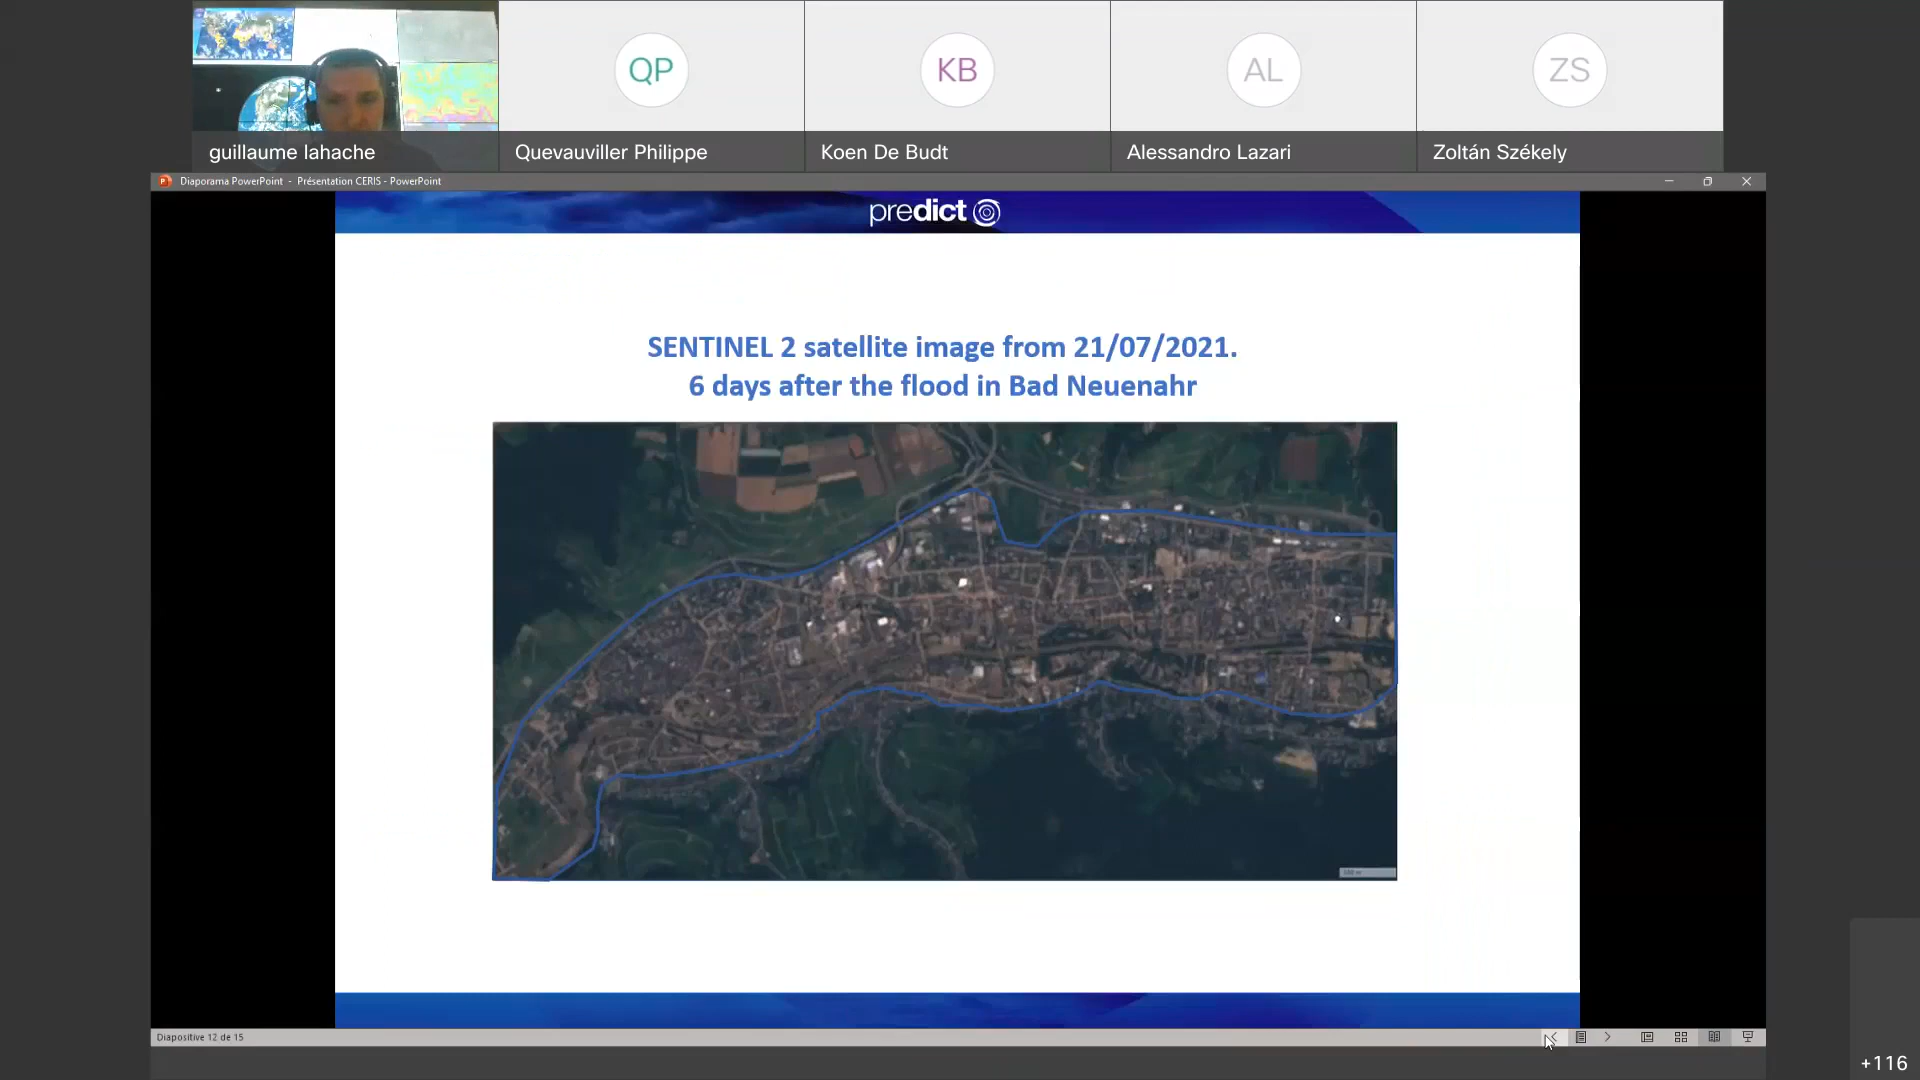 QP
KB
AL
ZS
guillaume lahache
Quevauviller Philippe
Koen De Budt
Alessandro Lazari
Zoltán Székely
Diaporama PowerPoint - Présentation CERIS - PowerPoint
predict
SENTINEL 2 satellite image from 21/07/2021.
6 days after the flood in Bad Neuenahr
Diapositive 12 de 15
+116